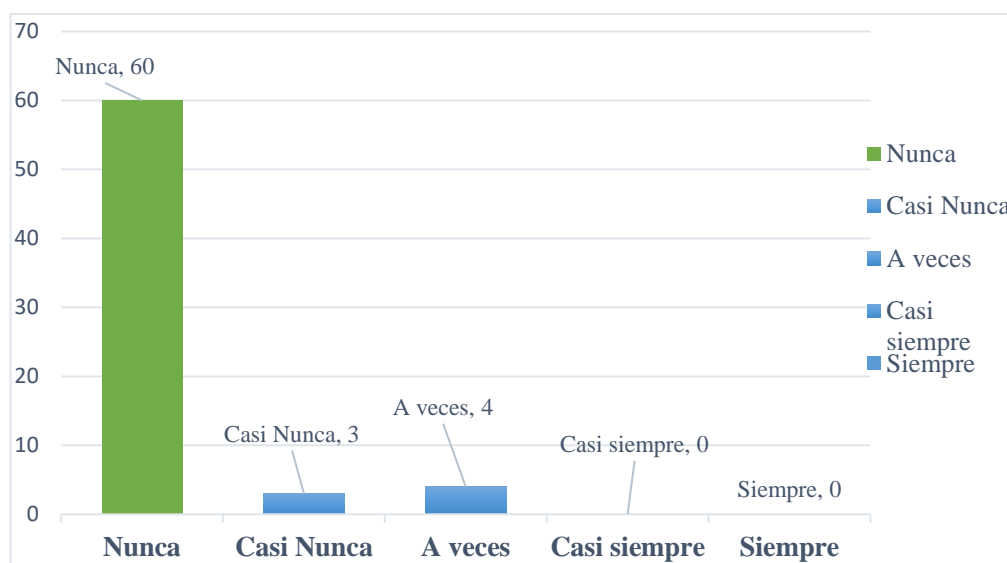 70
60
50
40
30
20
10
0
Nunca, 60
Casi Nunca, 3
A veces, 4
Casi siempre, 0
Siempre, 0
Nunca
Casi Nunca
A veces
Casi siempre
Siempre
Nunca
Casi Nunca
A veces
Casi
siempre
Siempre